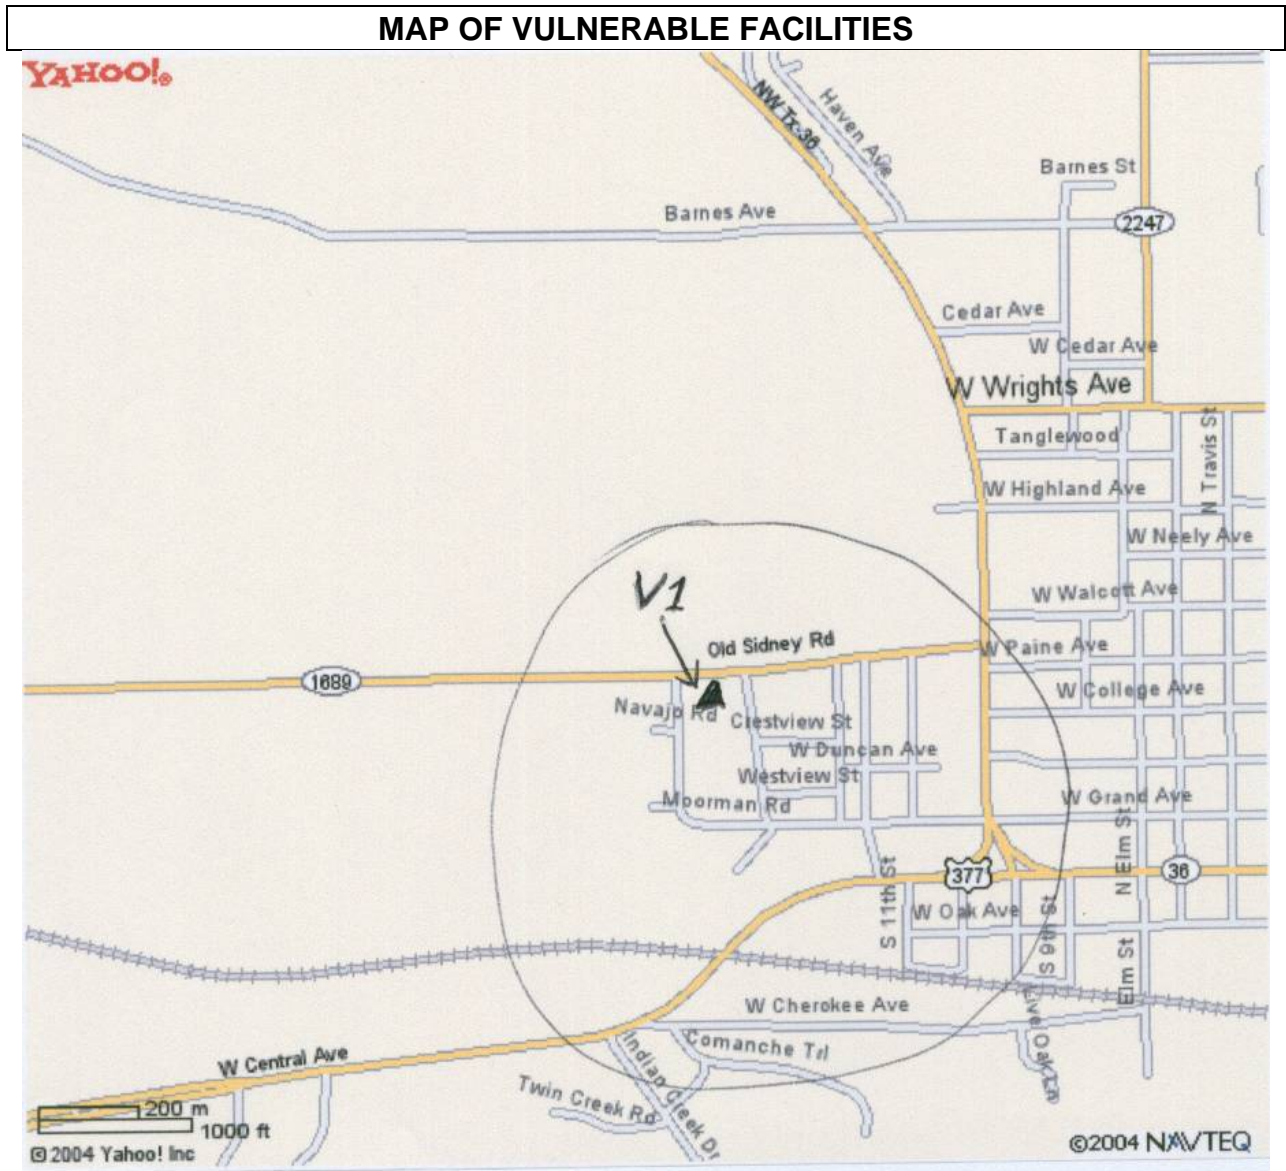 MAP OF VULNERABLE FACILITIES
YAHOO!®
NW Tx-36
Haven Ave
Barnes St
Barnes Ave
2247
Cedar Ave
W Cedar Ave
W Wrights Ave
Tanglewood
N Travis St
W Highland Ave
W Neely Ave
V1
W Walcott Ave
Old Sidney Rd
W Paine Ave
1689
W College Ave
Navajo Rd
Crestview St
W Duncan Ave
Westview St
Moorman Rd
W Grand Ave
N Elm St
377
36
S 11th St
W Oak Ave
S 9th St
Elm St
W Cherokee Ave
Live Oak Ln
Comanche Trl
Indian Creek Dr
W Central Ave
Twin Creek Rd
200 m
1000 ft
©2004 Yahoo! Inc
©2004 NAVTEQ